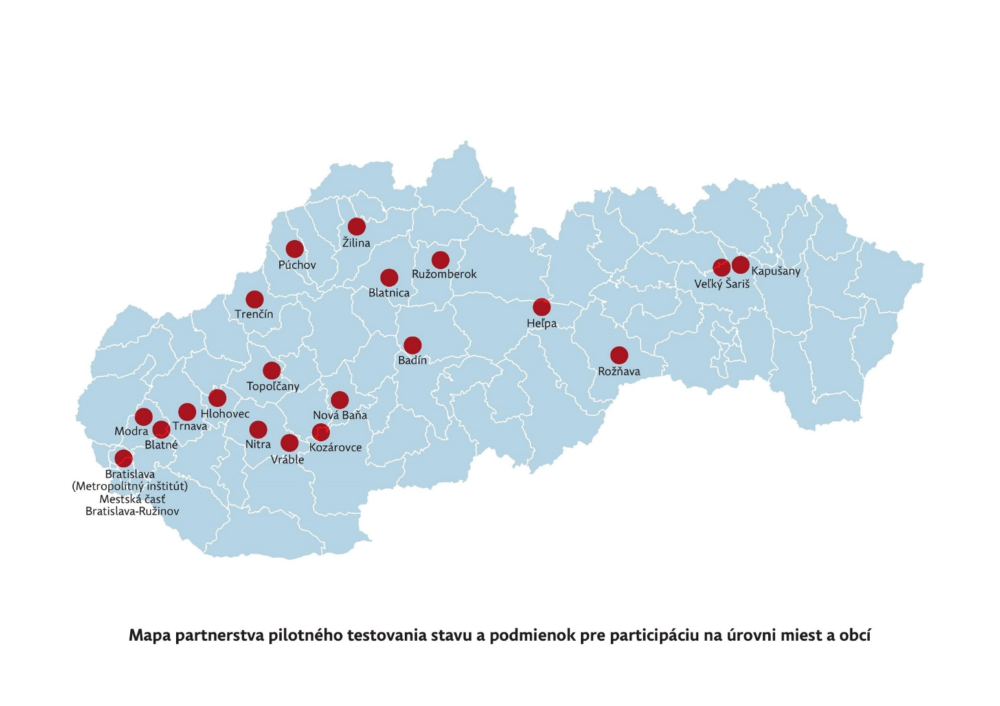 Žilina
Púchov
Ružomberok
Kapušany
Veľký Šariš
Blatnica
Trenčín
Heľpa
Badín
Rožňava
Topoľčany
Hlohovec
Nová Baňa
Trnava
Modra
Blatné
Nitra
Kozárovce
Vráble
Bratislava
(Metropolitný inštitút)
Mestská časť
Bratislava-Ružinov
Mapa partnerstva pilotného testovania stavu a podmienok pre participáciu na úrovni miest a obcí